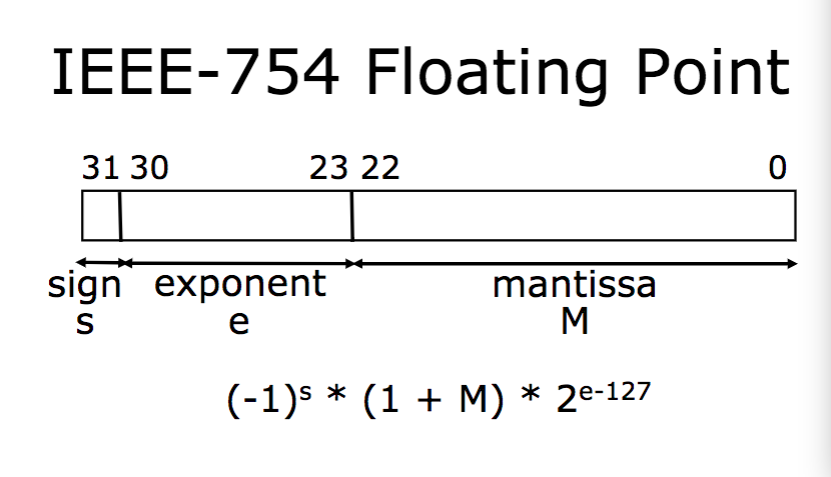 IEEE-754 Floating Point
31 30 23 22 0
sign exponent mantissa
s e M
(-1)ˢ * (1 + M) * 2ᵉ⁻¹²⁷